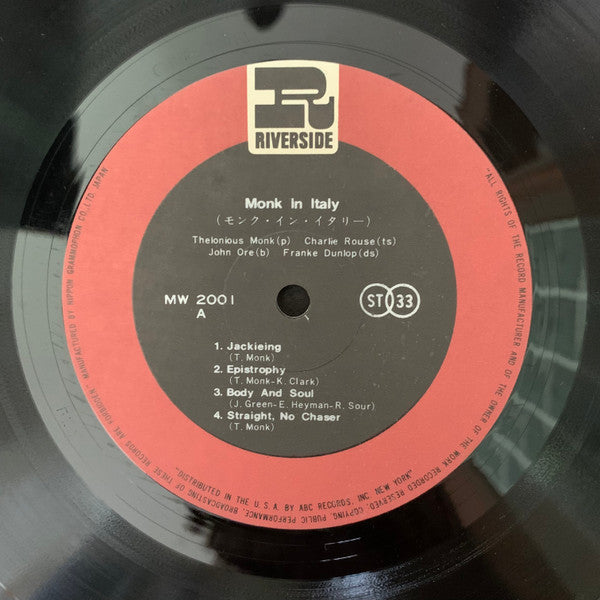 R
RIVERSIDE
Monk in Italy
(モンク・イン・イタリー)
Thelonious Monk(p) Charlie Rouse(ts)
John Ore(b) Franke Dunlop(ds)
MW 2001
A
ST 33
1. Jackieing
(T. Monk)
2. Epistrophy
(T. Monk-K. Clark)
3. Body And Soul
(J. Green-E. Heyman-R. Sour)
4. Straight, No Chaser
(T. Monk)
"ALL RIGHTS OF THE RECORD MANUFACTURER AND OF THE OWNER OF THE WORK RECORDED RESERVED. COPYING, PUBLIC PERFORMANCE, BROADCASTING OF THESE RECORDS ARE FORBIDDEN" MANUFACTURED BY NIPPON GRAMMOPHON CO., LTD. JAPAN
"DISTRIBUTED IN THE U. S. A. BY ABC RECORDS, INC. NEW YORK"